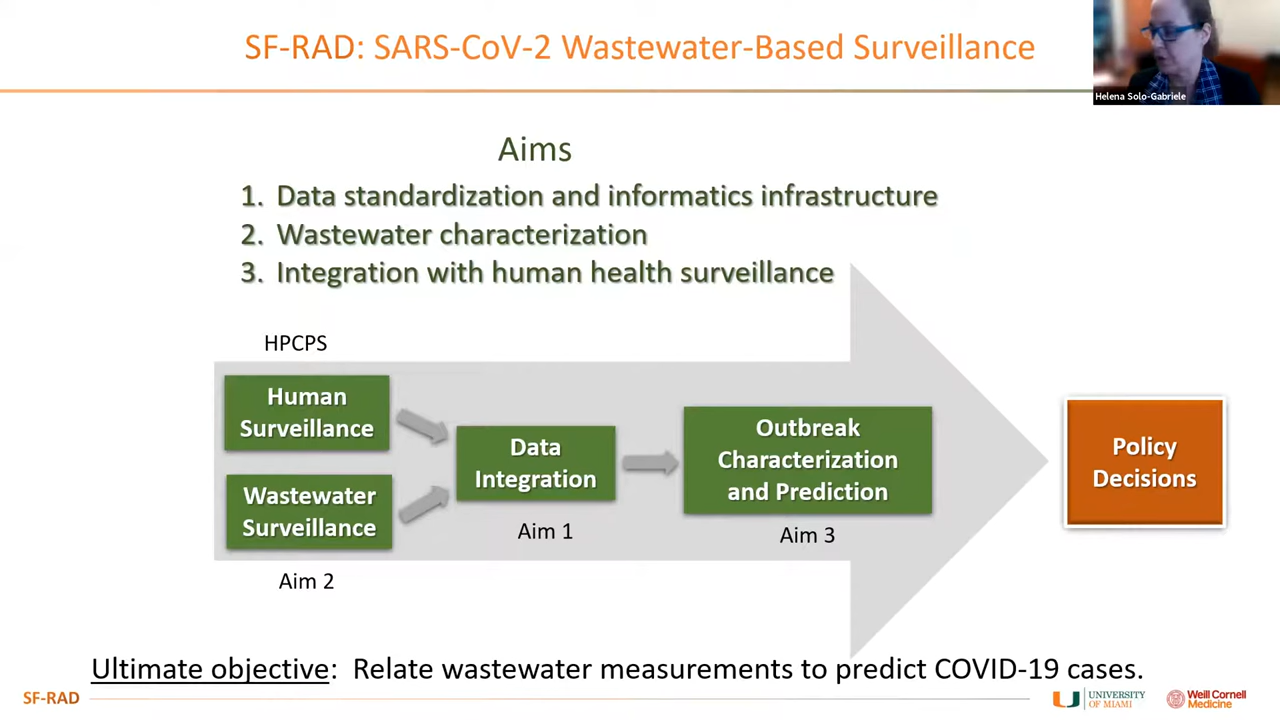 SF-RAD: SARS-CoV-2 Wastewater-Based Surveillance
Helena Solo-Gabriele
Aims
1. Data standardization and informatics infrastructure
2. Wastewater characterization
3. Integration with human health surveillance
HPCPS
Human
Surveillance
Wastewater
Surveillance
Aim 2
Data
Integration
Aim 1
Outbreak
Characterization
and Prediction
Aim 3
Policy
Decisions
Ultimate objective: Relate wastewater measurements to predict COVID-19 cases.
SF-RAD
UNIVERSITY
OF MIAMI
Weill Cornell
Medicine